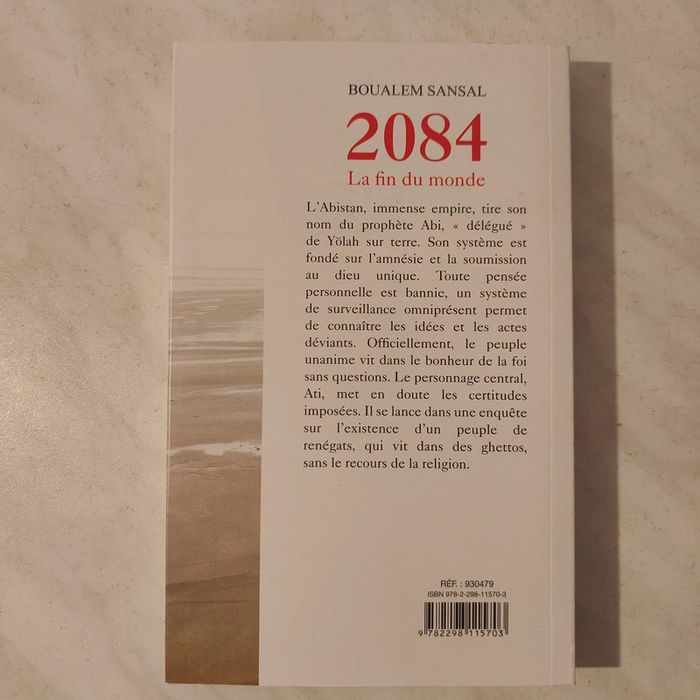 BOUALEM SANSAL
2084
La fin du monde
L'Abistan, immense empire, tire son
nom du prophète Abi, « délégué »
de Yölah sur terre. Son système est
fondé sur l'amnésie et la soumission
au dieu unique. Toute pensée
personnelle est bannie, un système
de surveillance omniprésent permet
de connaître les idées et les actes
déviants. Officiellement, le peuple
unanime vit dans le bonheur de la foi
sans questions. Le personnage central,
Ati, met en doute les certitudes
imposées. Il se lance dans une enquête
sur l'existence d'un peuple de
renégats, qui vit dans des ghettos,
sans le recours de la religion.
RÉF. : 930479
ISBN 978-2-298-11570-3
9 782298 115703